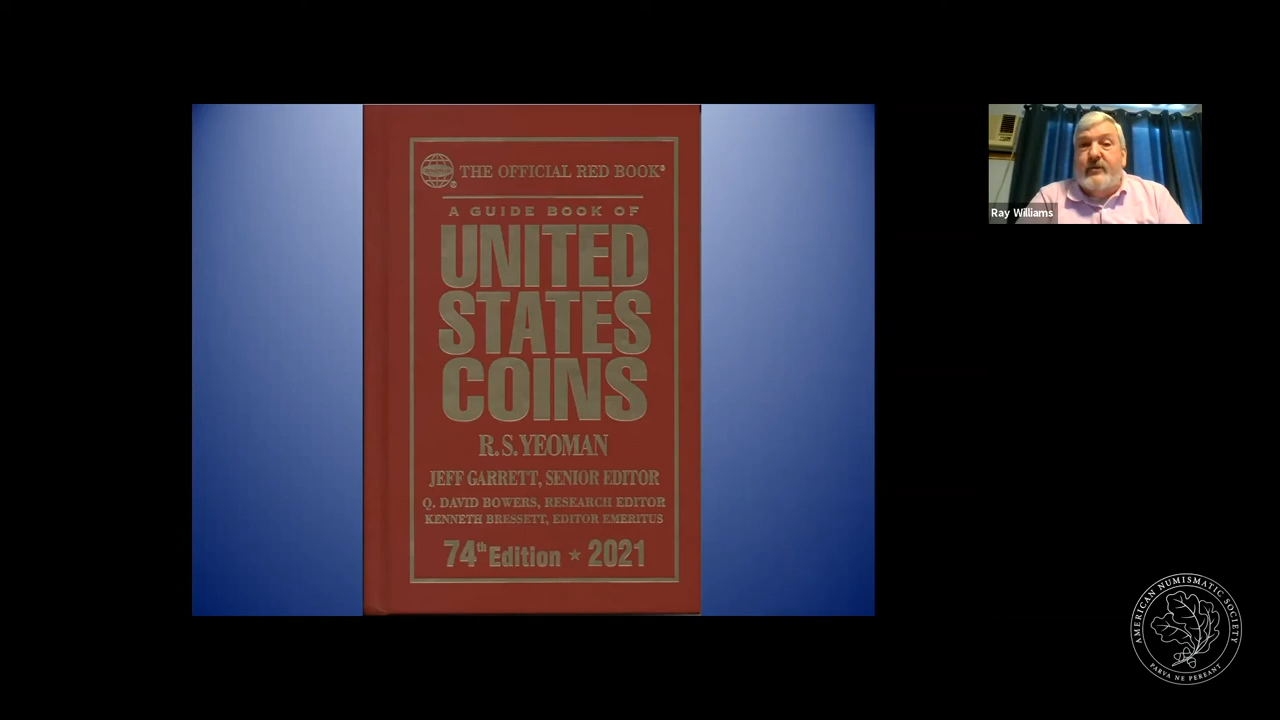 THE OFFICIAL RED BOOK®
A GUIDE BOOK OF
UNITED
STATES
COINS
R.S. YEOMAN
JEFF GARRETT, SENIOR EDITOR
Q. DAVID BOWERS, RESEARCH EDITOR
KENNETH BRESSETT, EDITOR EMERITUS
74th Edition ★ 2021
Ray Williams
AMERICAN NUMISMATIC SOCIETY
PARVA NE PEREANT